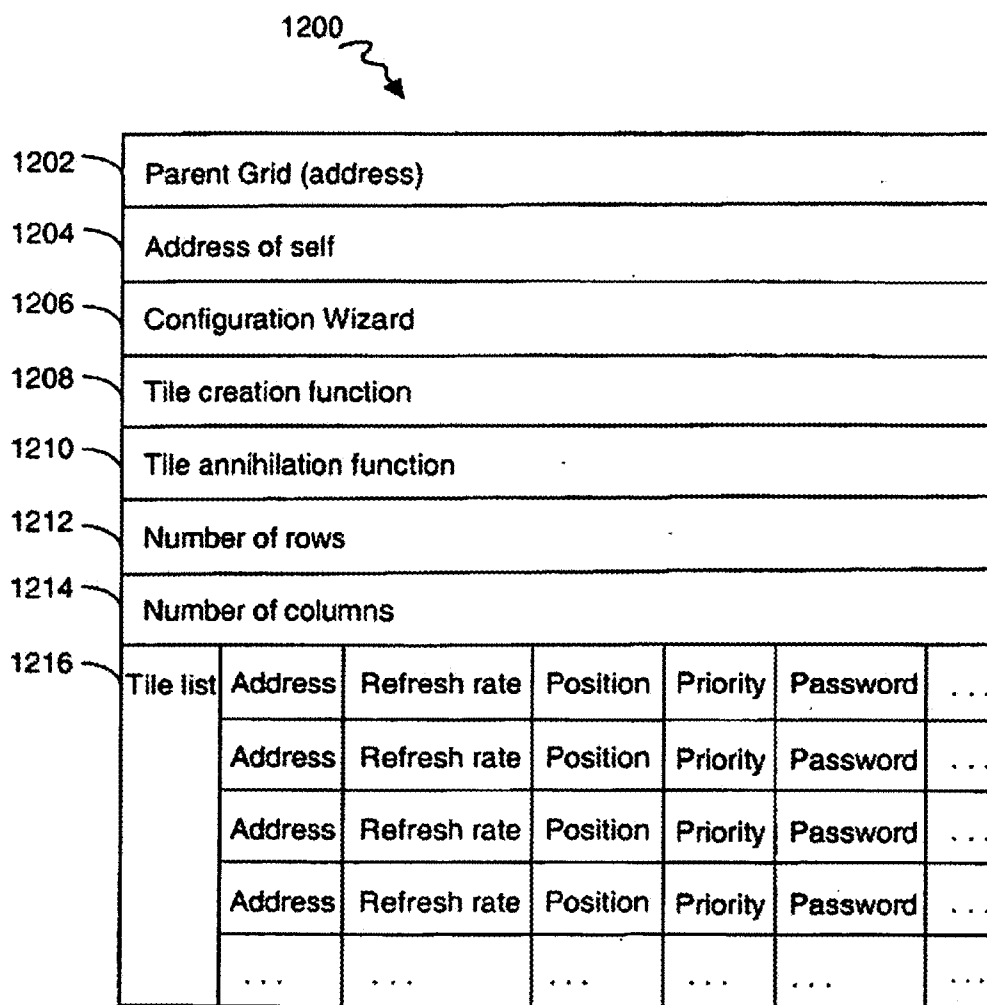 1200
1202 Parent Grid (address)
1204 Address of self
1206 Configuration Wizard
1208 Tile creation function
1210 Tile annihilation function
1212 Number of rows
1214 Number of columns
1216 Tile list Address Refresh rate Position Priority Password ...
Address Refresh rate Position Priority Password ...
Address Refresh rate Position Priority Password ...
Address Refresh rate Position Priority Password ...
... ... ... ... ... ...